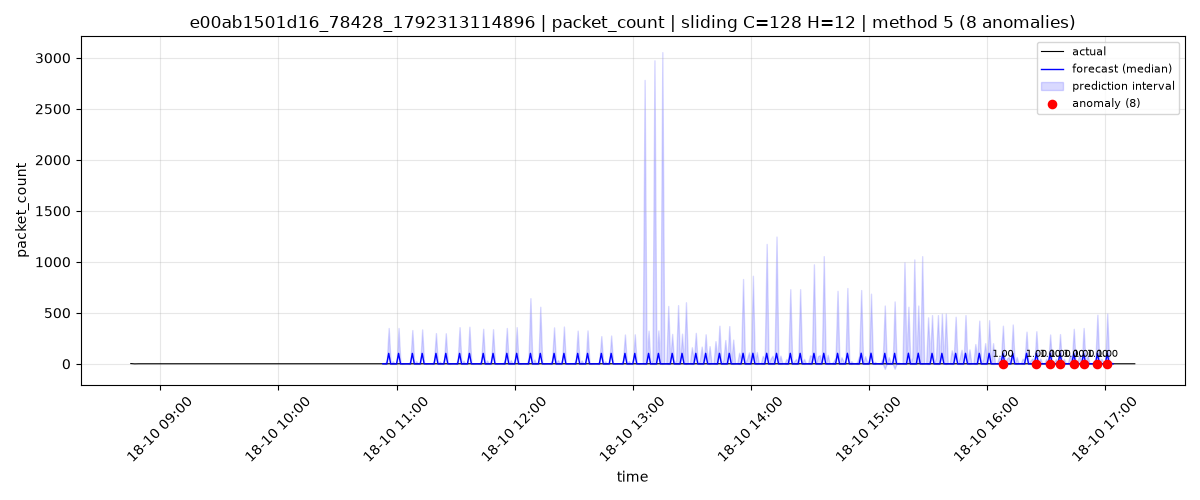 e00ab1501d16_78428_1792313114896 | packet_count | sliding C=128 H=12 | method 5 (8 anomalies)
actual
forecast (median)
prediction interval
anomaly (8)
packet_count
3000
2500
2000
1500
1000
500
0
1.00
18-10 09:00
18-10 10:00
18-10 11:00
18-10 12:00
18-10 13:00
18-10 14:00
18-10 15:00
18-10 16:00
18-10 17:00
time